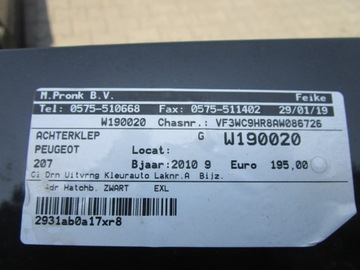 M.Pronk B.V. Feike
Tel: 0575-510668 Fax: 0575-511402 29/01/19
W190020 Chasnr.: VF3WC9HR8AW086726
ACHTERKLEP G W190020
PEUGEOT Locat:
207 Bjaar:2010 9 Euro 195,00
Ci Drn Uitvrng Kleurauto Laknr.A Bijz.
4dr Hatchb. ZWART EXL
2931ab0a17xr8